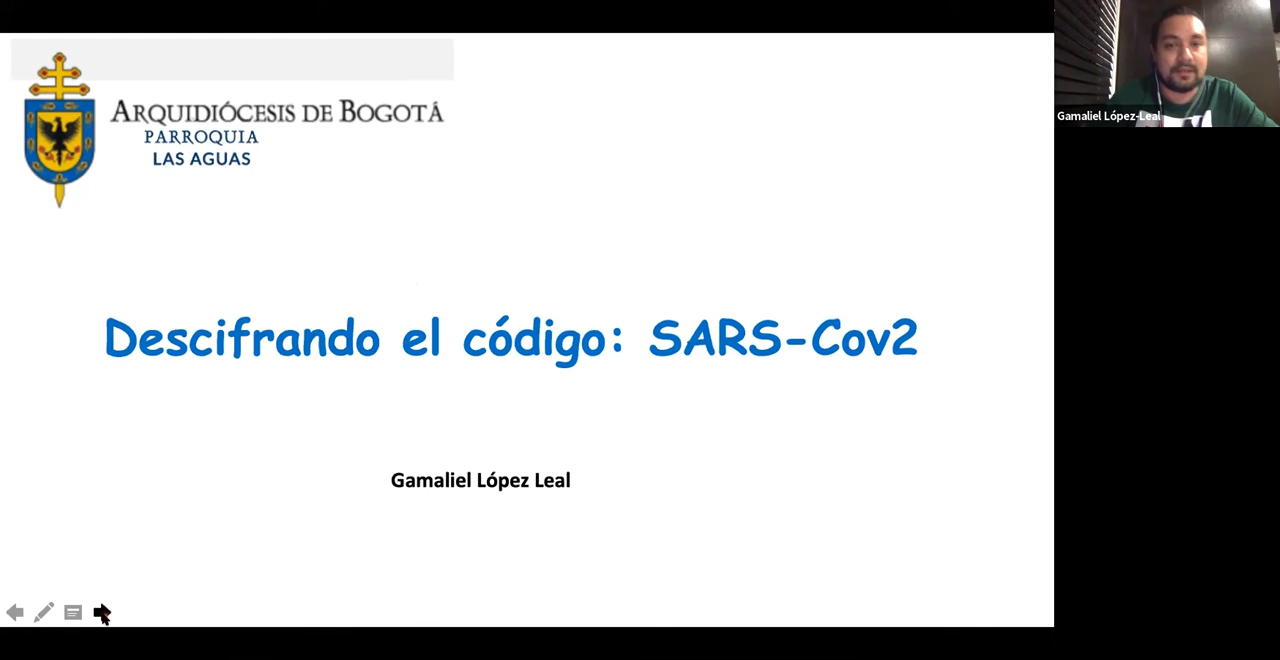 ARQUIDIÓCESIS DE BOGOTÁ
PARROQUIA
LAS AGUAS
Gamaliel López-Leal
Descifrando el código: SARS-Cov2
Gamaliel López Leal